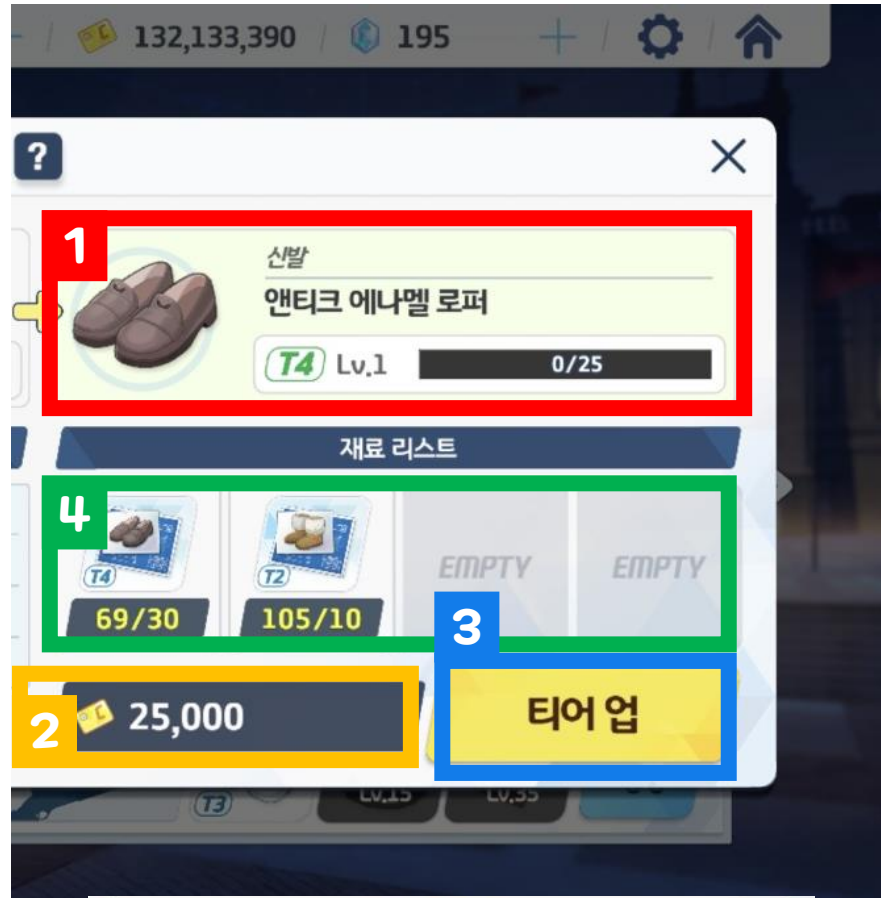 132,133,390 / 195
?
1
신발
앤티크 에나멜 로퍼
T4 Lv.1 0/25
재료 리스트
4
T4 T2 EMPTY EMPTY
69/30 105/10
3
2 25,000 티어 업
T3 Lv.15 Lv.35